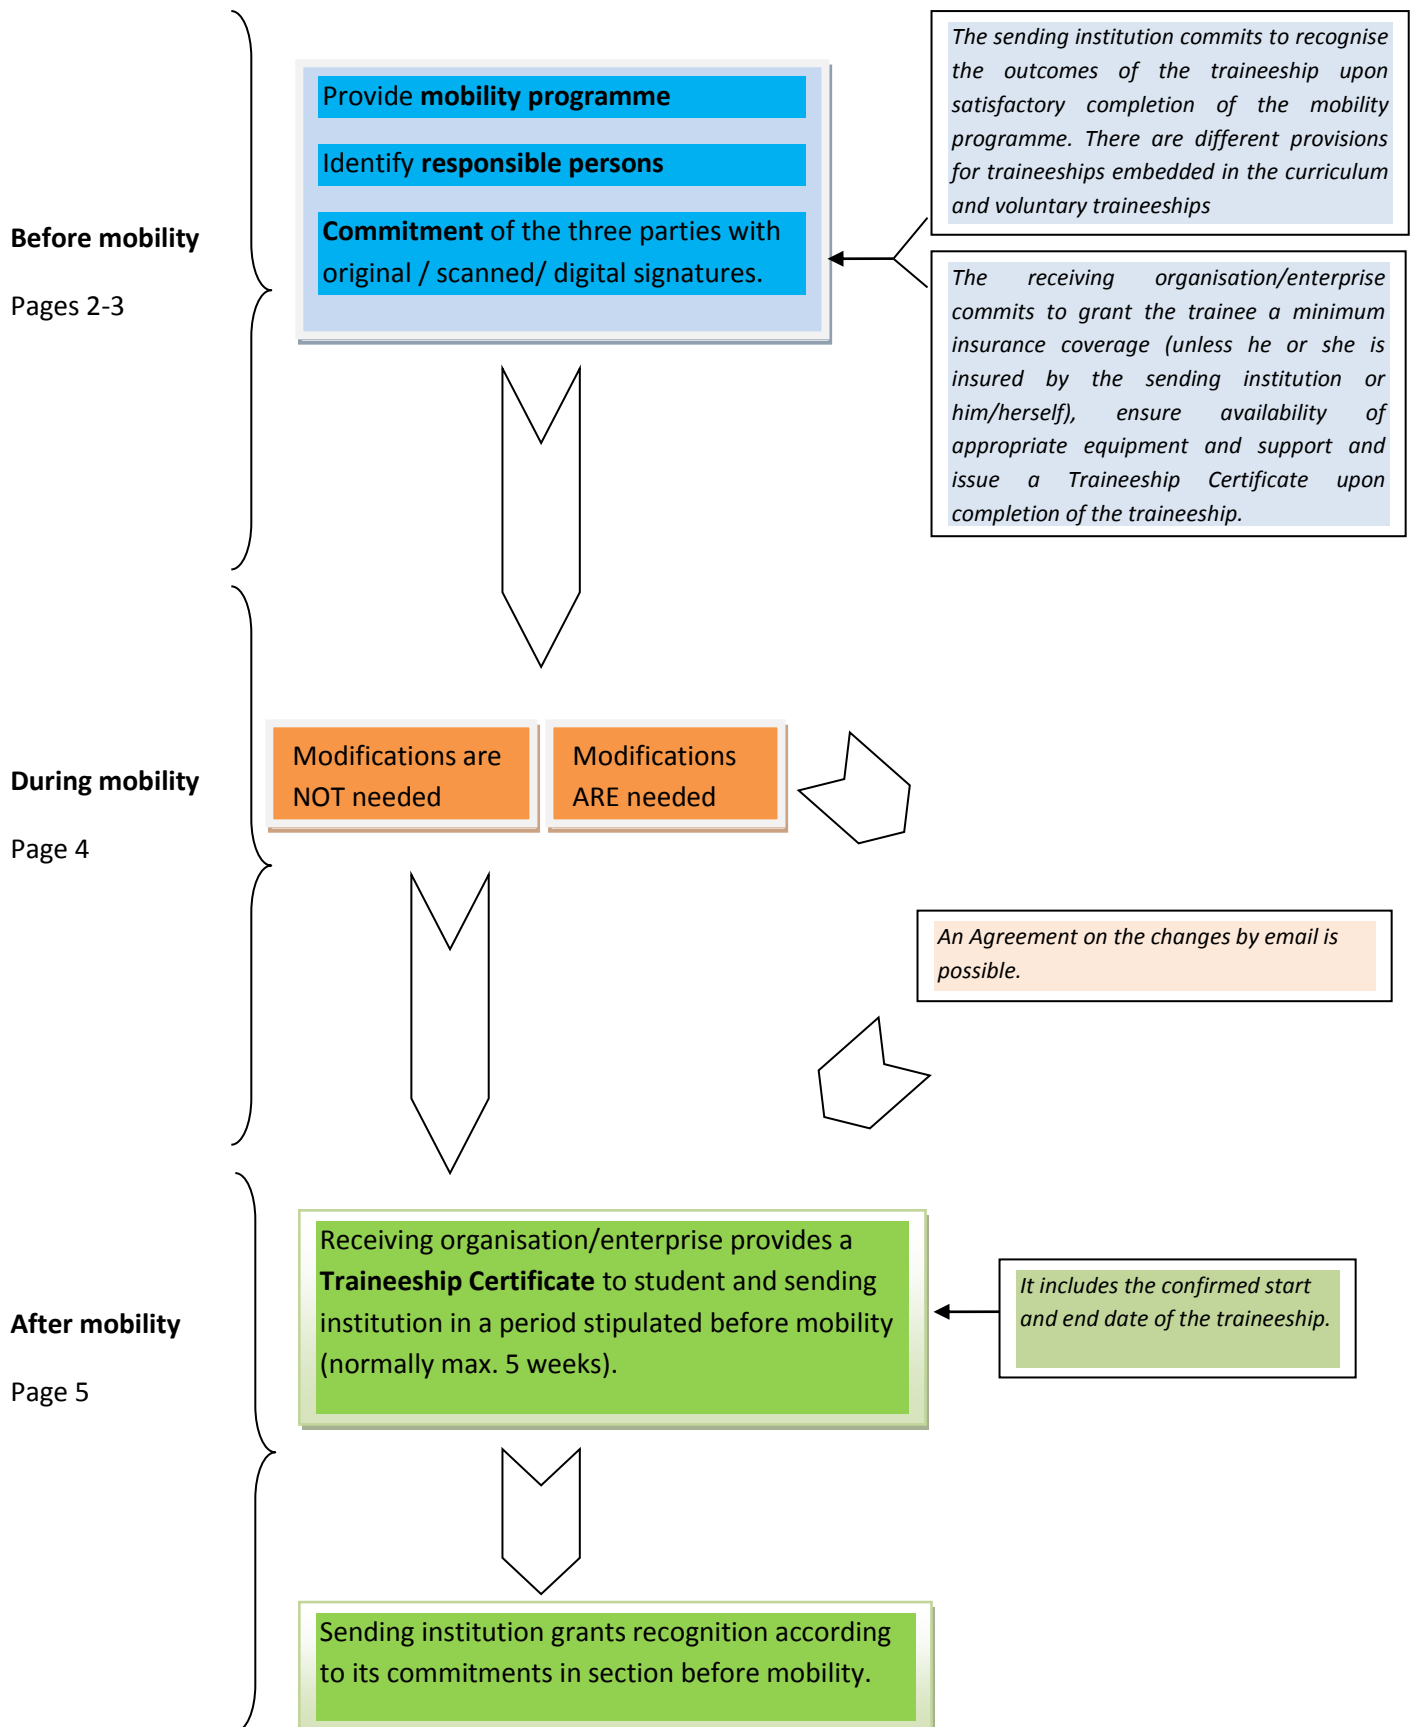 Before mobility
Pages 2-3
Provide mobility programme
Identify responsible persons
Commitment of the three parties with
original / scanned/ digital signatures.
The sending institution commits to recognise
the outcomes of the traineeship upon
satisfactory completion of the mobility
programme. There are different provisions
for traineeships embedded in the curriculum
and voluntary traineeships
The receiving organisation/enterprise
commits to grant the trainee a minimum
insurance coverage (unless he or she is
insured by the sending institution or
him/herself), ensure availability of
appropriate equipment and support and
issue a Traineeship Certificate upon
completion of the traineeship.
During mobility
Page 4
Modifications are
NOT needed
Modifications
ARE needed
An Agreement on the changes by email is
possible.
After mobility
Page 5
Receiving organisation/enterprise provides a
Traineeship Certificate to student and sending
institution in a period stipulated before mobility
(normally max. 5 weeks).
It includes the confirmed start
and end date of the traineeship.
Sending institution grants recognition according
to its commitments in section before mobility.